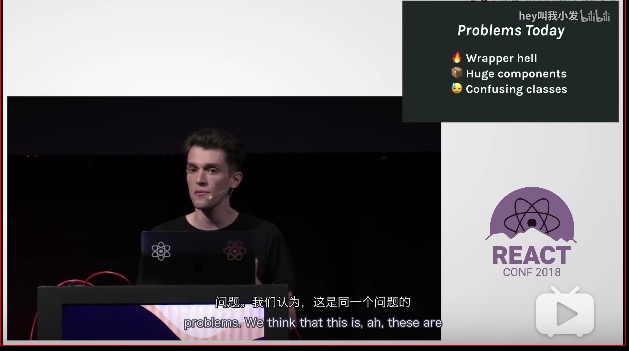 hey叫我小发 bilibili
Problems Today
Wrapper hell
Huge components
Confusing classes
REACT
CONF 2018
问题。我们认为，这是同一个问题的
problems. We think that this is, ah, these are